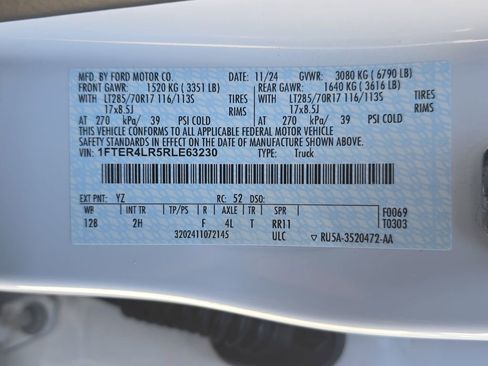 MFD. BY FORD MOTOR CO. 11/24 GVWR: 3080 KG ( 6790 LB)
FRONT GAWR: 1520 KG ( 3351 LB) REAR GAWR: 1640 KG ( 3616 LB)
WITH LT285/70R17 116/113S TIRES WITH LT285/70R17 116/113S TIRES
17x8.5J RIMS 17x8.5J RIMS
AT 270 kPa/ 39 PSI COLD AT 270 kPa/ 39 PSI COLD
THIS VEHICLE CONFORMS TO ALL APPLICABLE FEDERAL MOTOR VEHICLE
SAFETY STANDARDS IN EFFECT ON THE DATE OF MANUFACTURE SHOWN ABOVE.
VIN: 1FTER4LR5RLE63230 TYPE: Truck
EXT PNT: YZ RC: 52 DSO:
WB INT TR TP/PS R AXLE TR SPR F0069
128 2H F 4L T RR11 T0303
3202411072145 ULC ▽ RU5A-3520472-AA